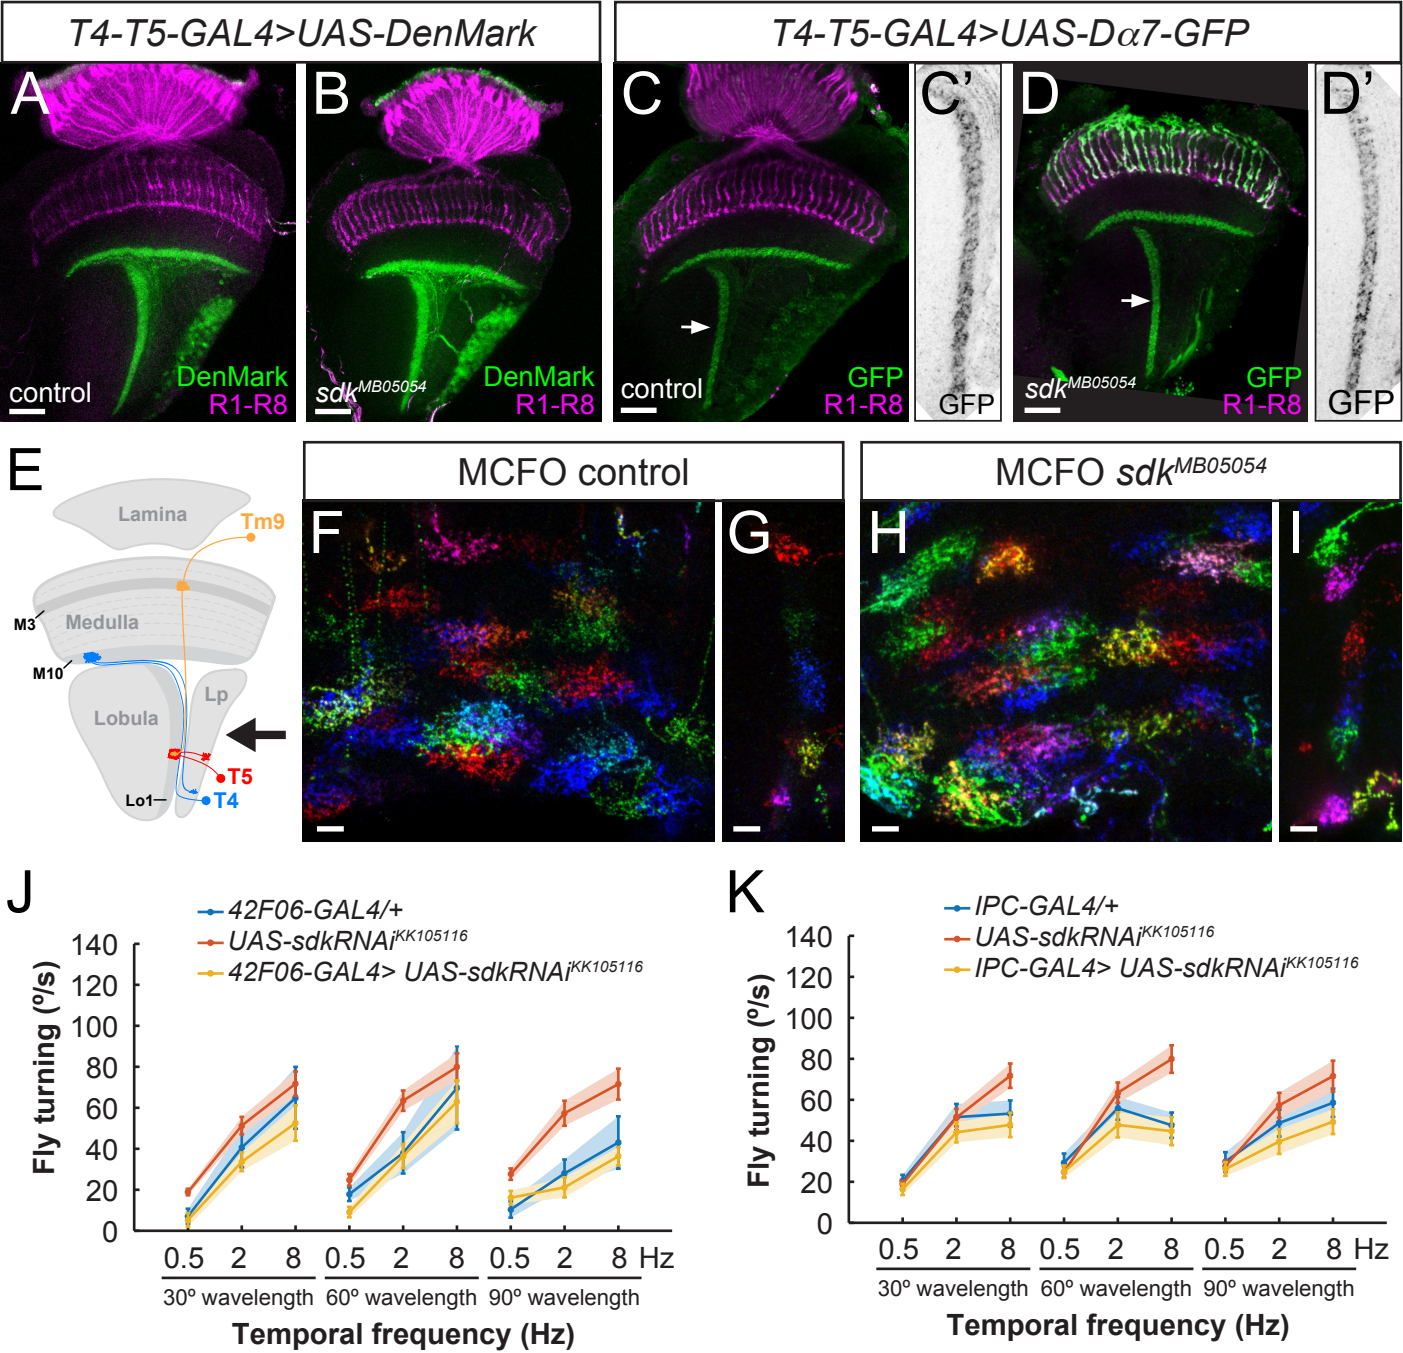 T4-T5-GAL4>UAS-DenMark
T4-T5-GAL4>UAS-Dα7-GFP
A
control
DenMark
R1-R8
B
sdkMB05054
DenMark
R1-R8
C
control
GFP
R1-R8
C’
GFP
D
sdkMB05054
GFP
R1-R8
D’
GFP
E
Lamina
Tm9
Medulla
M3
M10
Lobula
Lp
T5
T4
Lo1
MCFO control
F
G
MCFO sdkMB05054
H
I
J
42F06-GAL4/+
UAS-sdkRNAiKK105116
42F06-GAL4> UAS-sdkRNAiKK105116
Fly turning (º/s)
140
120
100
80
60
40
20
0
0.5 2 8 0.5 2 8 0.5 2 8 Hz
30º wavelength 60º wavelength 90º wavelength
Temporal frequency (Hz)
K
IPC-GAL4/+
UAS-sdkRNAiKK105116
IPC-GAL4> UAS-sdkRNAiKK105116
Fly turning (º/s)
140
120
100
80
60
40
20
0
0.5 2 8 0.5 2 8 0.5 2 8 Hz
30º wavelength 60º wavelength 90º wavelength
Temporal frequency (Hz)